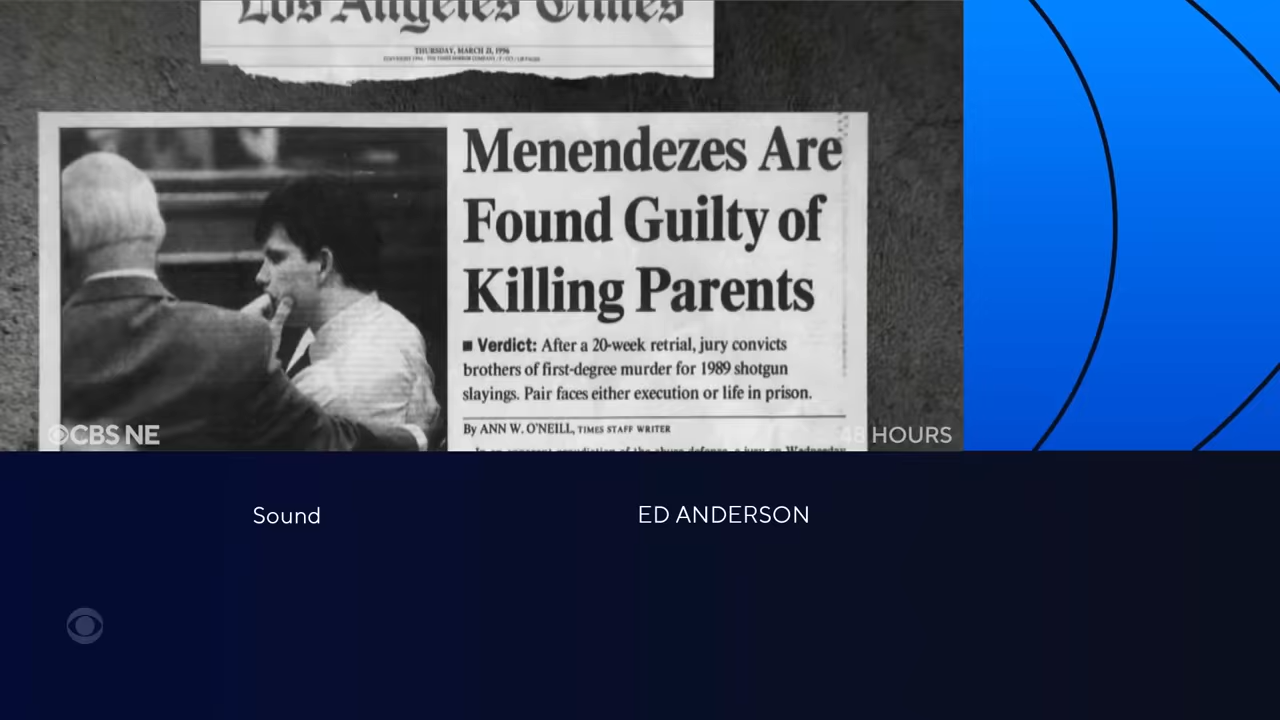 Los Angeles Times
THURSDAY, MARCH 21, 1996
Menendezes Are
Found Guilty of
Killing Parents
■ Verdict: After a 20-week retrial, jury convicts
brothers of first-degree murder for 1989 shotgun
slayings. Pair faces either execution or life in prison.
By ANN W. O'NEILL, TIMES STAFF WRITER
CBS NE
48 HOURS
Sound ED ANDERSON